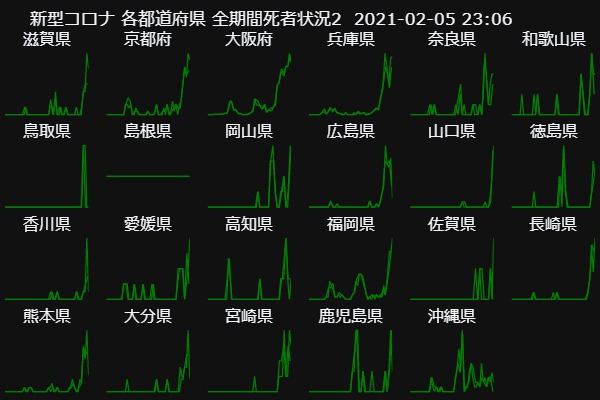 新型コロナ 各都道府県 全期間死者状況2 2021-02-05 23:06
滋賀県 京都府 大阪府 兵庫県 奈良県 和歌山県
鳥取県 島根県 岡山県 広島県 山口県 徳島県
香川県 愛媛県 高知県 福岡県 佐賀県 長崎県
熊本県 大分県 宮崎県 鹿児島県 沖縄県